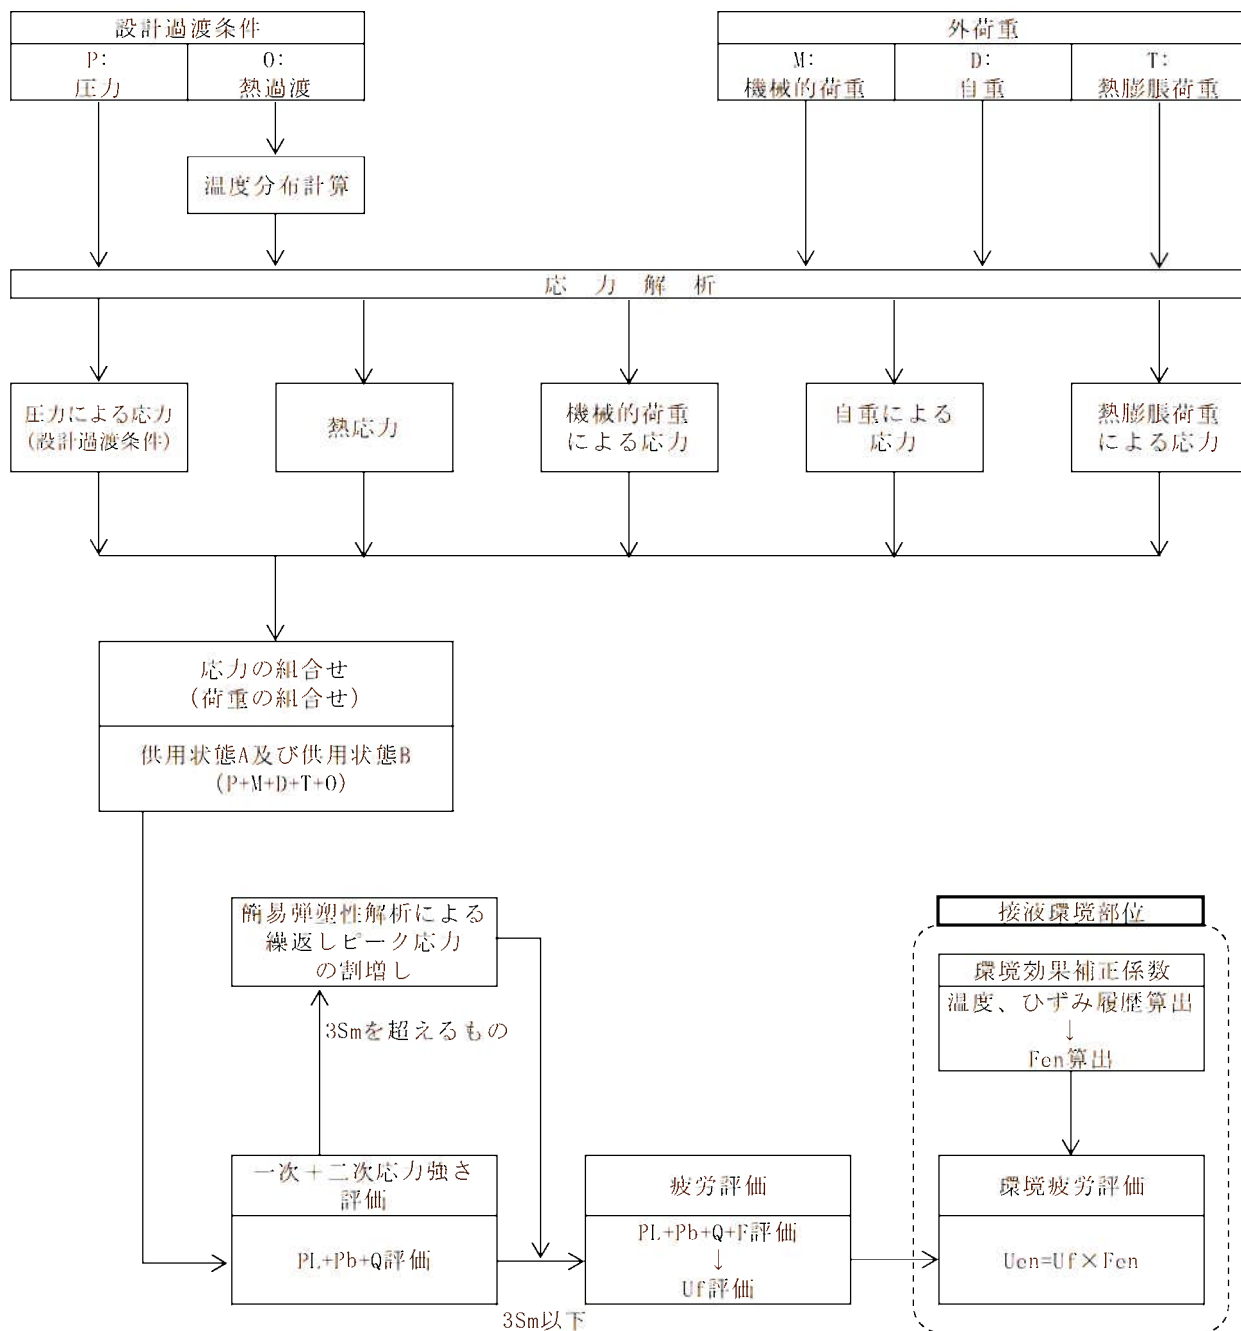 設計過渡条件
P:
圧力
O:
熱過渡
外荷重
M:
機械的荷重
D:
自重
T:
熱膨脹荷重
温度分布計算
応力解析
圧力による応力
(設計過渡条件)
熱応力
機械的荷重
による応力
自重による
応力
熱膨脹荷重
による応力
応力の組合せ
(荷重の組合せ)
供用状態A及び供用状態B
(P+M+D+T+O)
簡易弾塑性解析による
繰返しピーク応力
の割増し
3Smを超えるもの
接液環境部位
環境効果補正係数
温度、ひずみ履歴算出
↓
Fen算出
一次+二次応力強さ
評価
PL+Pb+Q評価
疲労評価
PL+Pb+Q+F評価
↓
Uf評価
環境疲労評価
Uen=Uf×Fen
3Sm以下